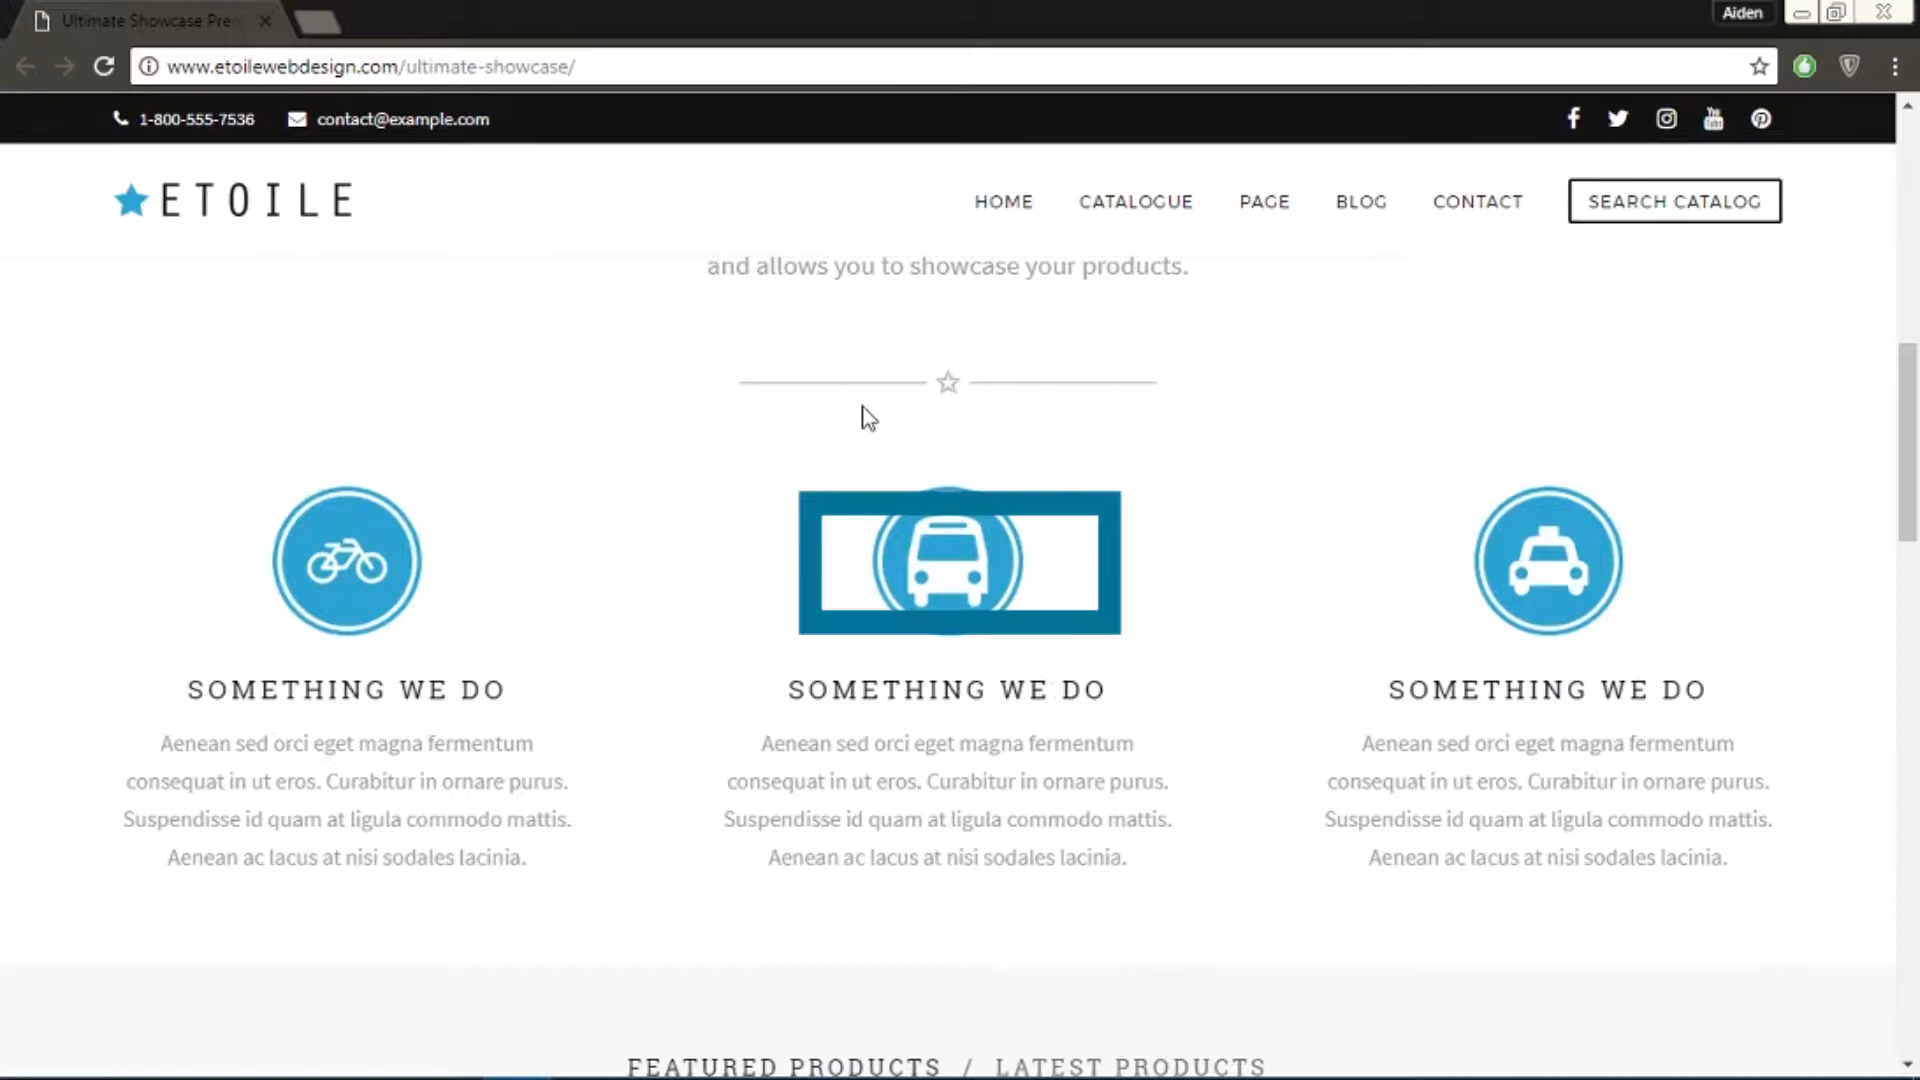 Ultimate Showcase Pre
Aiden
www.etoilewebdesign.com/ultimate-showcase/
1-800-555-7536 contact@example.com
ETOILE
HOME CATALOGUE PAGE BLOG CONTACT SEARCH CATALOG
and allows you to showcase your products.
SOMETHING WE DO
Aenean sed orci eget magna fermentum
consequat in ut eros. Curabitur in ornare purus.
Suspendisse id quam at ligula commodo mattis.
Aenean ac lacus at nisi sodales lacinia.
SOMETHING WE DO
Aenean sed orci eget magna fermentum
consequat in ut eros. Curabitur in ornare purus.
Suspendisse id quam at ligula commodo mattis.
Aenean ac lacus at nisi sodales lacinia.
SOMETHING WE DO
Aenean sed orci eget magna fermentum
consequat in ut eros. Curabitur in ornare purus.
Suspendisse id quam at ligula commodo mattis.
Aenean ac lacus at nisi sodales lacinia.
FEATURED PRODUCTS / LATEST PRODUCTS